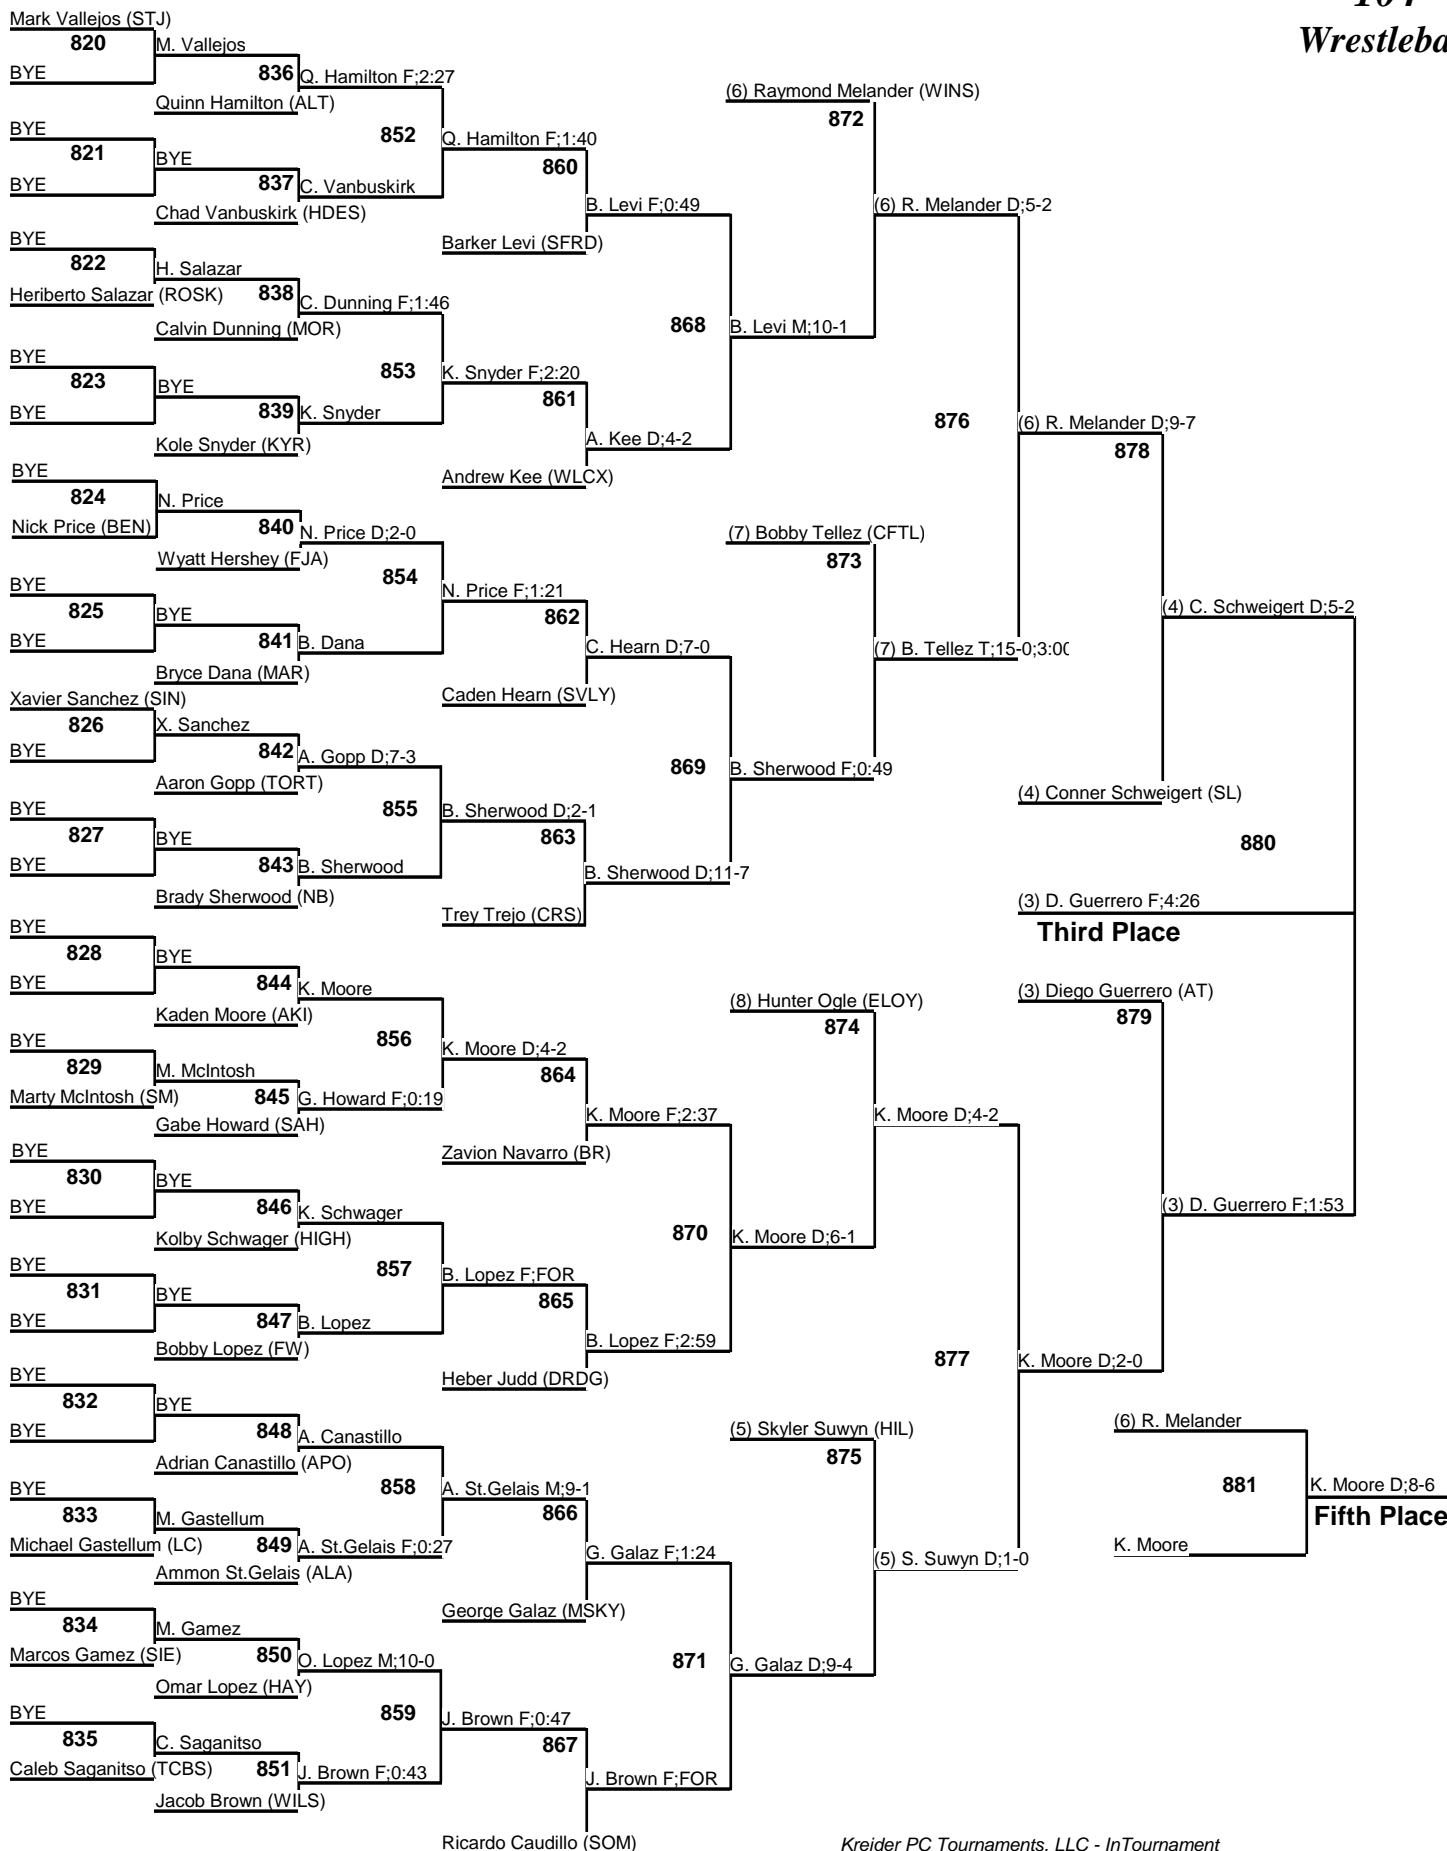 Wrestleba
Mark Vallejos (STJ)
820
BYE
M. Vallejos
836
Quinn Hamilton (ALT)
Q. Hamilton F;2:27
BYE
821
BYE
BYE
837
Chad Vanbuskirk (HDES)
C. Vanbuskirk
852
Q. Hamilton F;1:40
860
Barker Levi (SFRD)
B. Levi F;0:49
BYE
822
Heriberto Salazar (ROSK)
H. Salazar
838
Calvin Dunning (MOR)
C. Dunning F;1:46
BYE
823
BYE
BYE
839
Kole Snyder (KYR)
K. Snyder
853
K. Snyder F;2:20
861
Andrew Kee (WLCX)
A. Kee D;4-2
868
B. Levi M;10-1
(6) Raymond Melander (WINS)
872
(6) R. Melander D;5-2
BYE
824
Nick Price (BEN)
N. Price
840
Wyatt Hershey (FJA)
N. Price D;2-0
BYE
825
BYE
BYE
841
Bryce Dana (MAR)
B. Dana
854
N. Price F;1:21
862
Caden Hearn (SVLY)
C. Hearn D;7-0
Xavier Sanchez (SIN)
826
BYE
X. Sanchez
842
Aaron Gopp (TORT)
A. Gopp D;7-3
BYE
827
BYE
BYE
843
Brady Sherwood (NB)
B. Sherwood
855
B. Sherwood D;2-1
863
Trey Trejo (CRS)
B. Sherwood D;11-7
869
B. Sherwood F;0:49
(7) Bobby Tellez (CFTL)
873
(7) B. Tellez T;15-0;3:00
876
(6) R. Melander D;9-7
878
(4) Conner Schweigert (SL)
(4) C. Schweigert D;5-2
880
(3) D. Guerrero F;4:26
Third Place
BYE
828
BYE
BYE
844
Kaden Moore (AKI)
K. Moore
BYE
829
Marty McIntosh (SM)
M. McIntosh
845
Gabe Howard (SAH)
G. Howard F;0:19
856
K. Moore D;4-2
864
Zavion Navarro (BR)
K. Moore F;2:37
BYE
830
BYE
BYE
846
Kolby Schwager (HIGH)
K. Schwager
BYE
831
BYE
BYE
847
Bobby Lopez (FW)
B. Lopez
857
B. Lopez F;FOR
865
Heber Judd (DRDG)
B. Lopez F;2:59
870
K. Moore D;6-1
(8) Hunter Ogle (ELOY)
874
K. Moore D;4-2
BYE
832
BYE
BYE
848
Adrian Canastillo (APO)
A. Canastillo
BYE
833
Michael Gastellum (LC)
M. Gastellum
849
Ammon St.Gelais (ALA)
A. St.Gelais F;0:27
858
A. St.Gelais M;9-1
866
George Galaz (MSKY)
G. Galaz F;1:24
BYE
834
Marcos Gamez (SIE)
M. Gamez
850
Omar Lopez (HAY)
O. Lopez M;10-0
BYE
835
Caleb Saganitso (TCBS)
C. Saganitso
851
Jacob Brown (WILS)
J. Brown F;0:43
859
J. Brown F;0:47
867
Ricardo Caudillo (SOM)
J. Brown F;FOR
871
G. Galaz D;9-4
(5) Skyler Suwyn (HIL)
875
(5) S. Suwyn D;1-0
877
K. Moore D;2-0
(3) Diego Guerrero (AT)
879
(3) D. Guerrero F;1:53
(6) R. Melander
881
K. Moore
K. Moore D;8-6
Fifth Place
Kreider PC Tournaments, LLC - InTournament